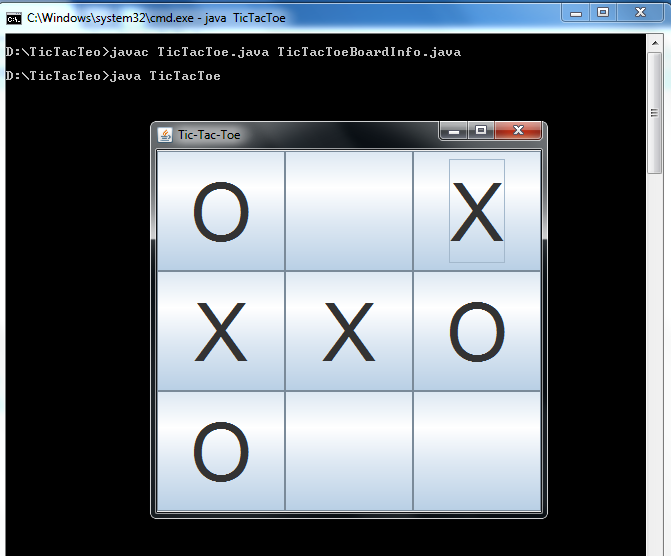 C:\Windows\system32\cmd.exe - java  TicTacToe
D:\TicTacTeo>javac TicTacToe.java TicTacToeBoardInfo.java
D:\TicTacTeo>java TicTacToe
Tic-Tac-Toe
O X
X X O
O